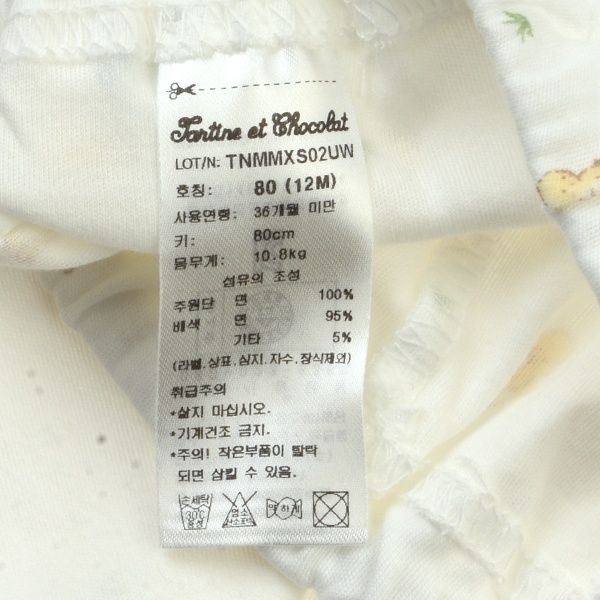 Tartine et Chocolat
LOT/N: TNMMXS02UW
호칭: 80 (12M)
사용연령: 36개월 미만
키: 80cm
몸무게: 10.8kg
섬유의 조성
주원단 면 100%
배색 면 95%
기타 5%
(라벨,상표,심지,자수,장식제외)
취급주의
*삶지 마십시오.
*기계건조 금지.
*주의! 작은부품이 탈락
되면 삼킬 수 있음.
손세탁 염소 약하게
30℃
중성